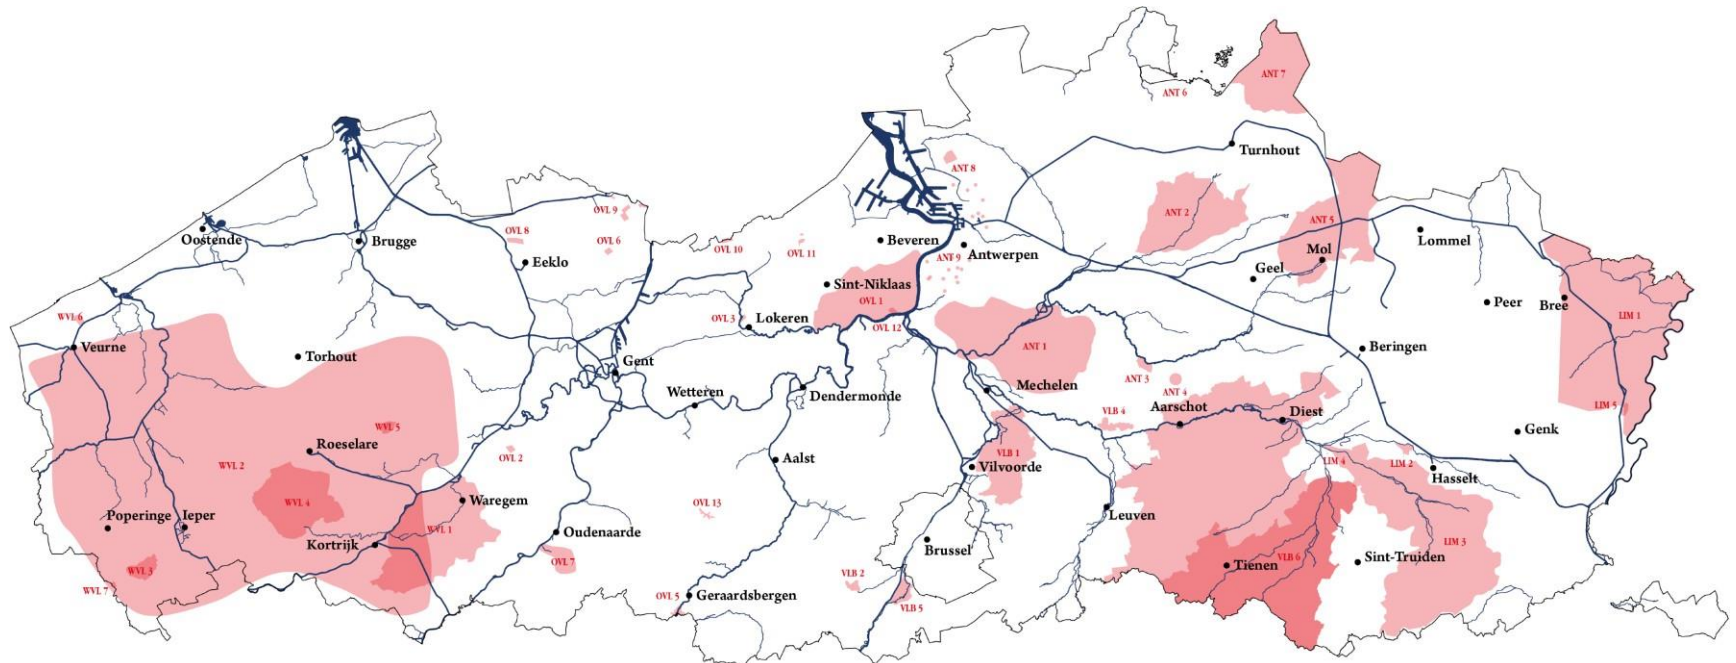 ANT 7
ANT 6
Turnhout
ANT 8
OVL 9
ANT 2
ANT 5
OVL 8
Oostende
Brugge
OVL 6
OVL 10
OVL 11
Beveren
Lommel
Antwerpen
ANT 9
Mol
Eeklo
Geel
Sint-Niklaas
OVL 1
Peer
Bree
WVL 6
OVL 3
Lokeren
OVL 12
LIM 1
Veurne
Torhout
ANT 1
Beringen
Gent
ANT 3
Mechelen
ANT 4
Wetteren
Dendermonde
Aarschot
VLB 4
Diest
LIM 5
WVL 5
Genk
Roeselare
OVL 2
Aalst
VLB 1
WVL 2
Vilvoorde
LIM 4
LIM 2
Hasselt
WVL 4
Waregem
OVL 13
Poperinge
Ieper
WVL 1
Oudenaarde
Leuven
Kortrijk
Brussel
LIM 3
OVL 7
VLB 6
Tienen
Sint-Truiden
WVL 3
VLB 2
WVL 7
OVL 5
Geraardsbergen
VLB 5